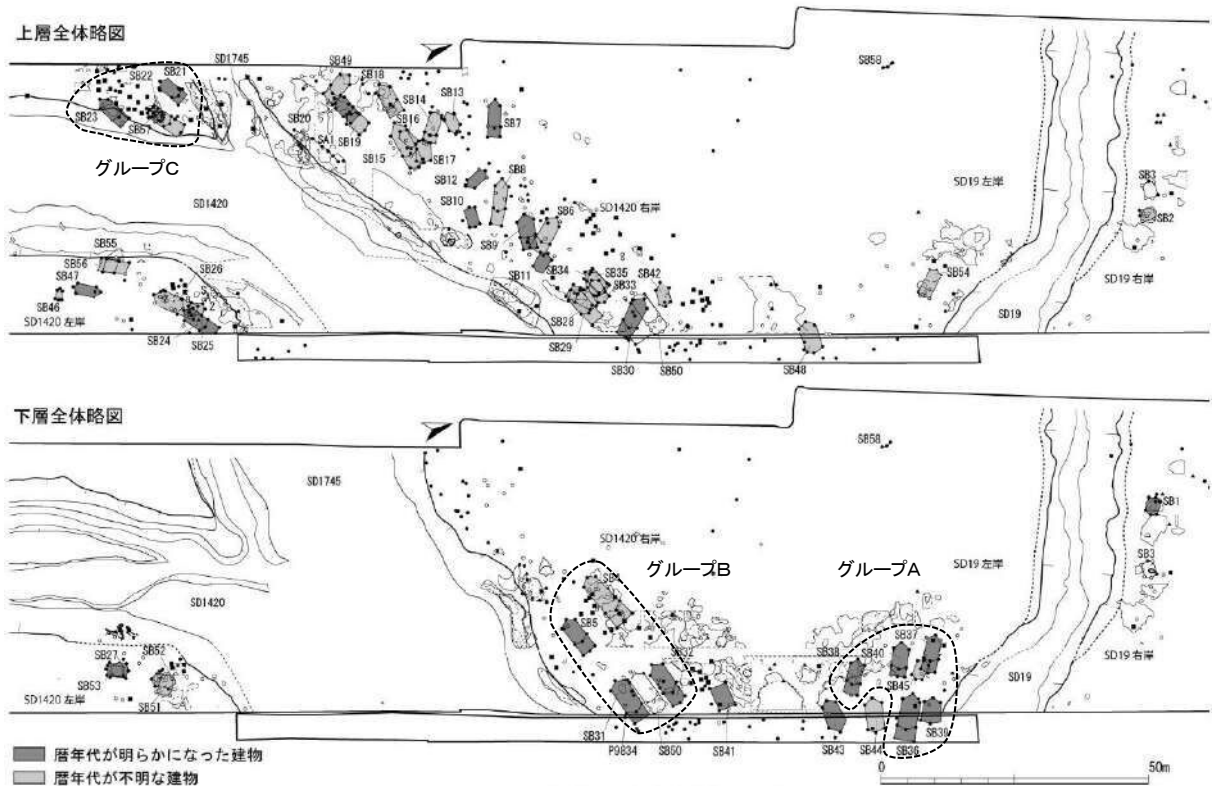 上層全体略図
SD1745
SB49
SB18
SB58
SB22
SB21
SB14
SB13
SB20
SB16
SB7
SB23
SB57
SA1
SB19
SB15
SB17
グループC
SB8
SB12
SD19 左岸
SB3
SB10
SB6
SD1420 右岸
SB2
SD1420
SB9
SB55
SB56
SB26
SB11
SB34
SB35
SB42
SB54
SD19 右岸
SB47
SB33
SB46
SD1420 左岸
SB28
SD19
SB24
SB25
SB29
SB30
SB50
SB48
下層全体略図
SB58
SD1745
SB1
SD1420 右岸
グループB
グループA
SD19 左岸
SB4
SB3
SD1420
SB5
SB37
SB27
SB52
SB32
SB38
SB40
SD19 右岸
SB53
SB45
SD19
SD1420 左岸
SB51
SB31
P9834
SB50
SB41
SB43
SB44
SB36
SB39
暦年代が明らかになった建物
暦年代が不明な建物
0
50m